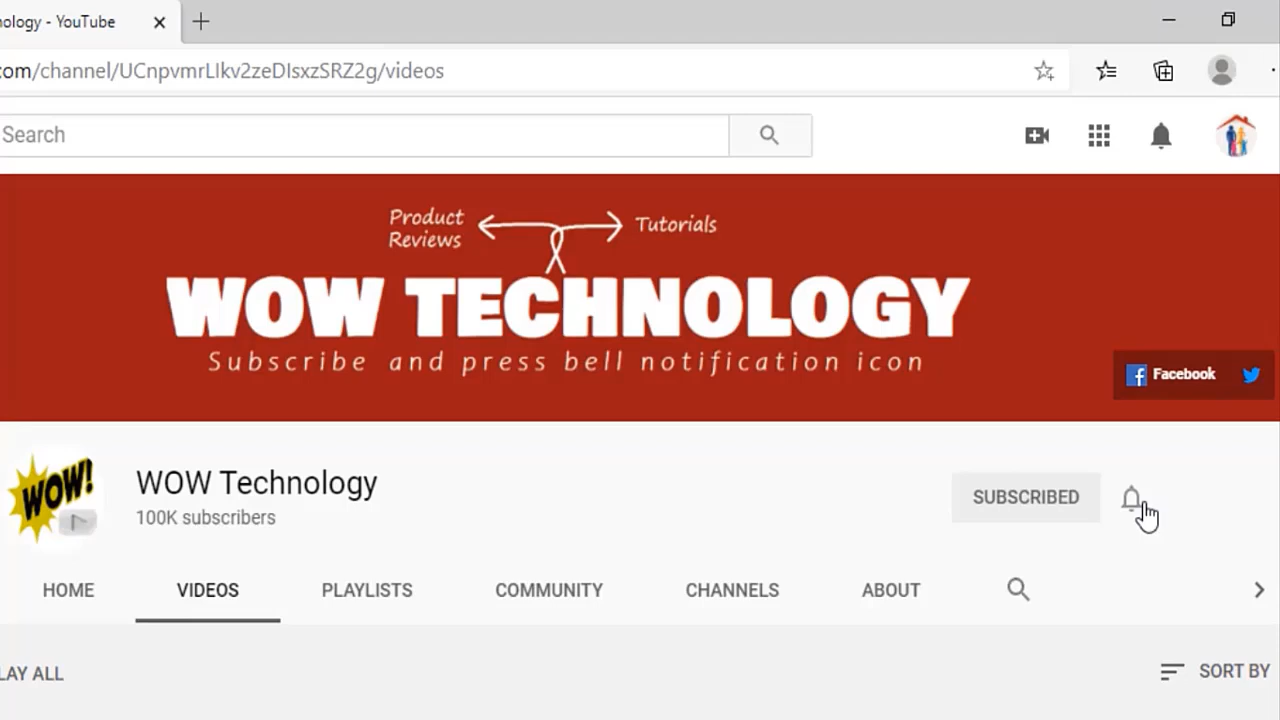 nology - YouTube
com/channel/UCnpvmrLIkv2zeDIsxzSRZ2g/videos
Search
Product
Reviews
Tutorials
WOW TECHNOLOGY
Subscribe and press bell notification icon
Facebook
WOW!
WOW Technology
100K subscribers
SUBSCRIBED
HOME VIDEOS PLAYLISTS COMMUNITY CHANNELS ABOUT
LAY ALL
SORT BY